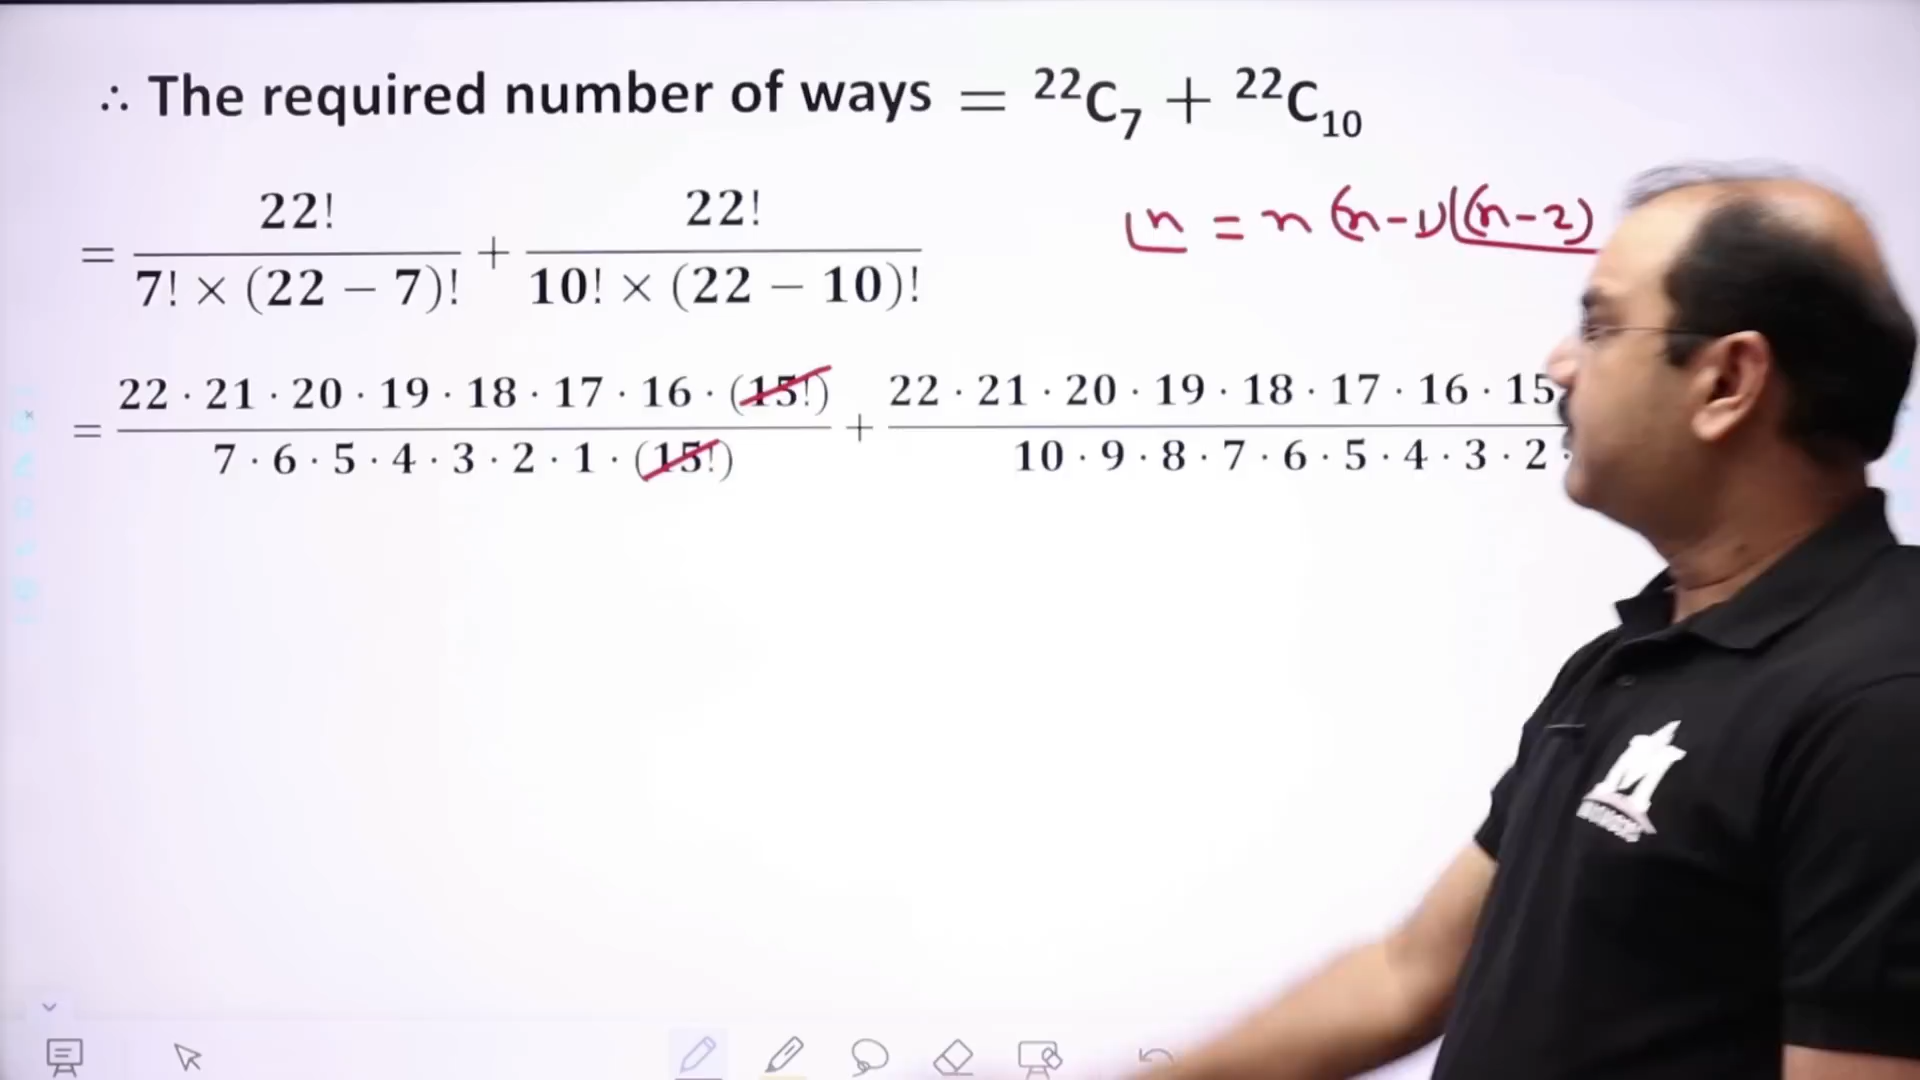 ∴ The required number of ways = ²²C₇ + ²²C₁₀
= 22! / (7! × (22 − 7)!) + 22! / (10! × (22 − 10)!)
|n = n (n-1)(n-2)
= (22 · 21 · 20 · 19 · 18 · 17 · 16 · (15!)) / (7 · 6 · 5 · 4 · 3 · 2 · 1 · (15!)) + (22 · 21 · 20 · 19 · 18 · 17 · 16 · 15 / 10 · 9 · 8 · 7 · 6 · 5 · 4 · 3 · 2 ·
M